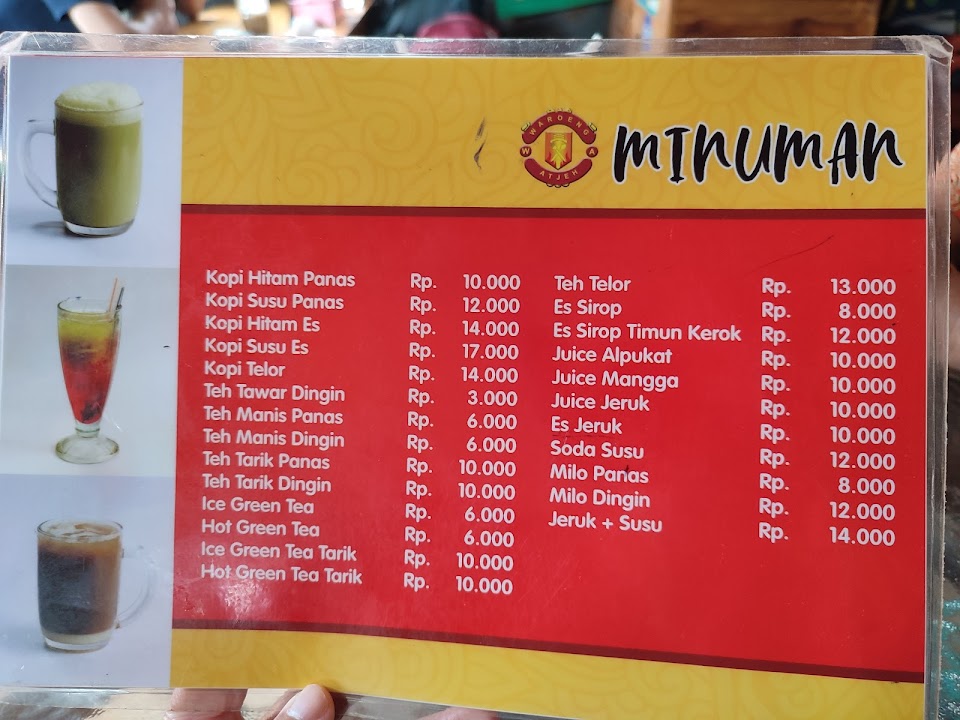 WAROENG
W A
ATJEH
MINUMAN
Kopi Hitam Panas Rp. 10.000
Kopi Susu Panas Rp. 12.000
Kopi Hitam Es Rp. 14.000
Kopi Susu Es Rp. 17.000
Kopi Telor Rp. 14.000
Teh Tawar Dingin Rp. 3.000
Teh Manis Panas Rp. 6.000
Teh Manis Dingin Rp. 6.000
Teh Tarik Panas Rp. 10.000
Teh Tarik Dingin Rp. 10.000
Ice Green Tea Rp. 6.000
Hot Green Tea Rp. 6.000
Ice Green Tea Tarik Rp. 10.000
Hot Green Tea Tarik Rp. 10.000
Teh Telor Rp. 13.000
Es Sirop Rp. 8.000
Es Sirop Timun Kerok Rp. 12.000
Juice Alpukat Rp. 10.000
Juice Mangga Rp. 10.000
Juice Jeruk Rp. 10.000
Es Jeruk Rp. 10.000
Soda Susu Rp. 12.000
Milo Panas Rp. 8.000
Milo Dingin Rp. 12.000
Jeruk + Susu Rp. 14.000